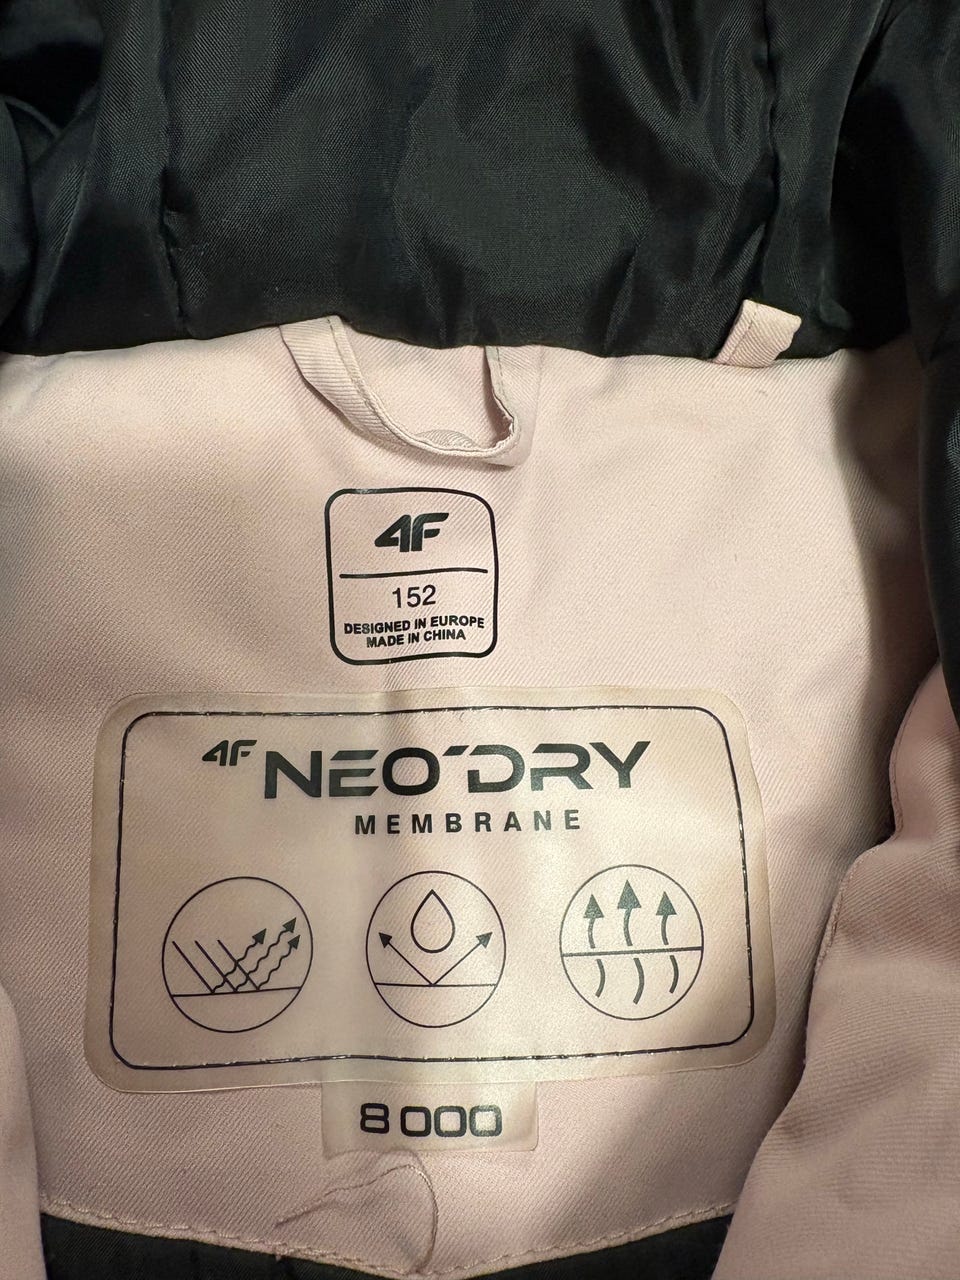 4F
152
DESIGNED IN EUROPE
MADE IN CHINA
4F NEO'DRY
MEMBRANE
8 000